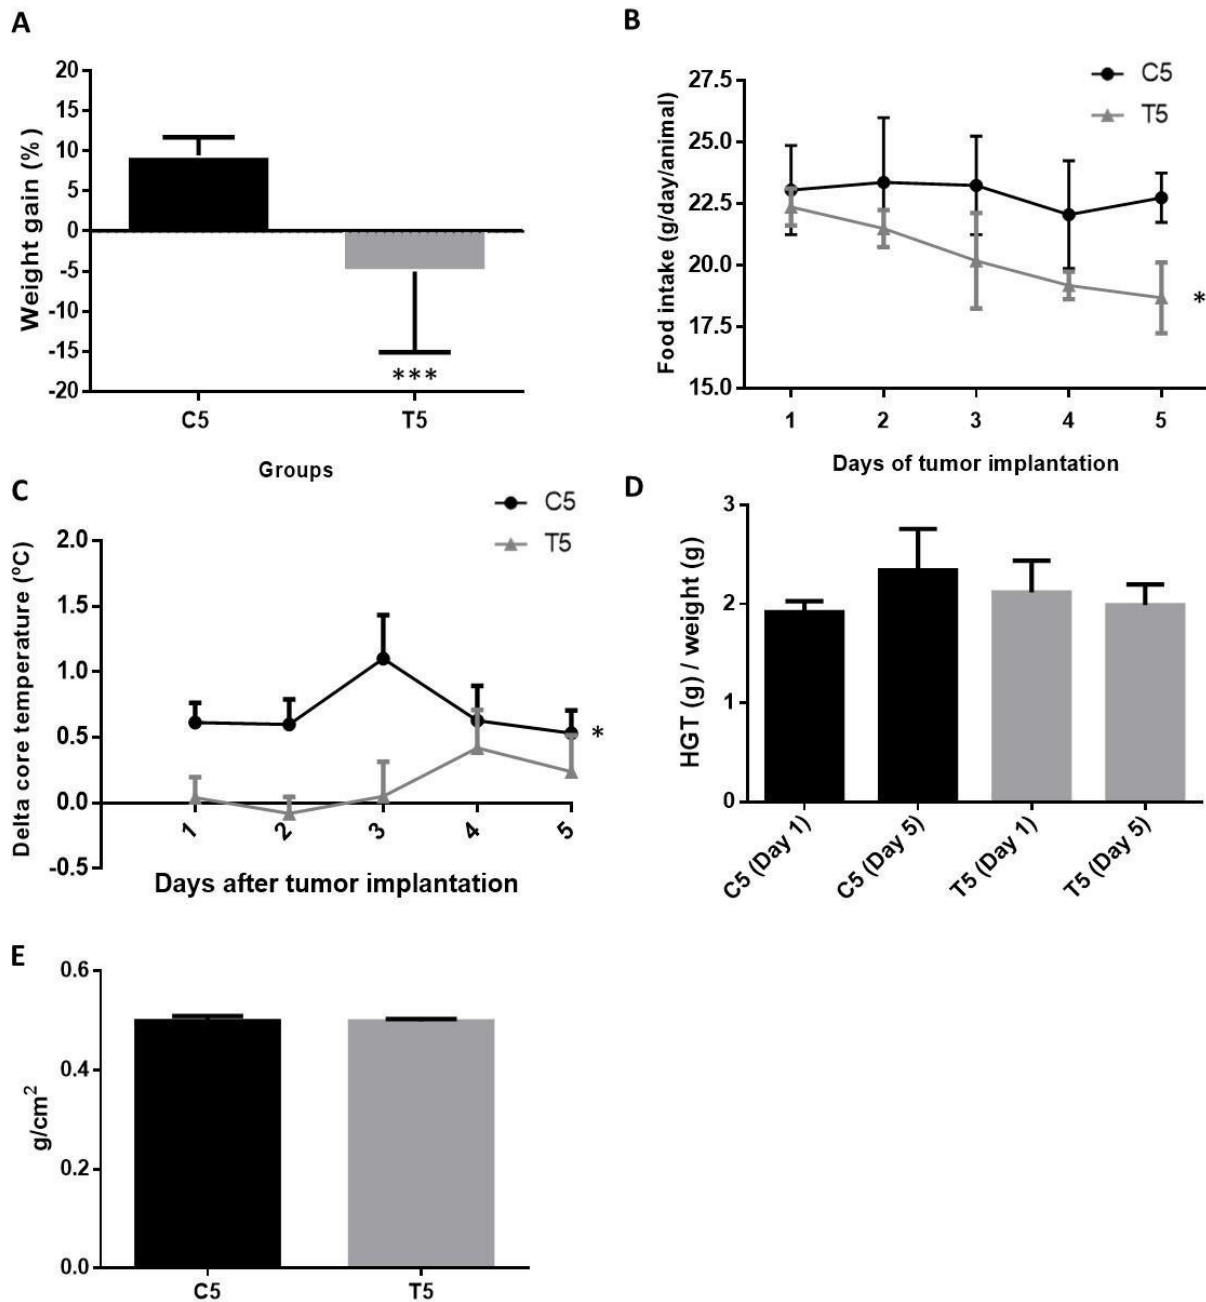 A
20
15
10
5
0
-5
-10
-15
-20
Weight gain (%)
***
C5
T5
Groups
B
C5
T5
27.5
25.0
22.5
20.0
17.5
15.0
Food intake (g/day/animal)
*
1 2 3 4 5
Days of tumor implantation
C
C5
T5
2.0
1.5
1.0
0.5
0.0
-0.5
Delta core temperature (ºC)
*
1 2 3 4 5
Days after tumor implantation
D
3
2
1
0
HGT (g) / weight (g)
C5 (Day 1)
C5 (Day 5)
T5 (Day 1)
T5 (Day 5)
E
0.6
0.4
0.2
0.0
g/cm²
C5
T5